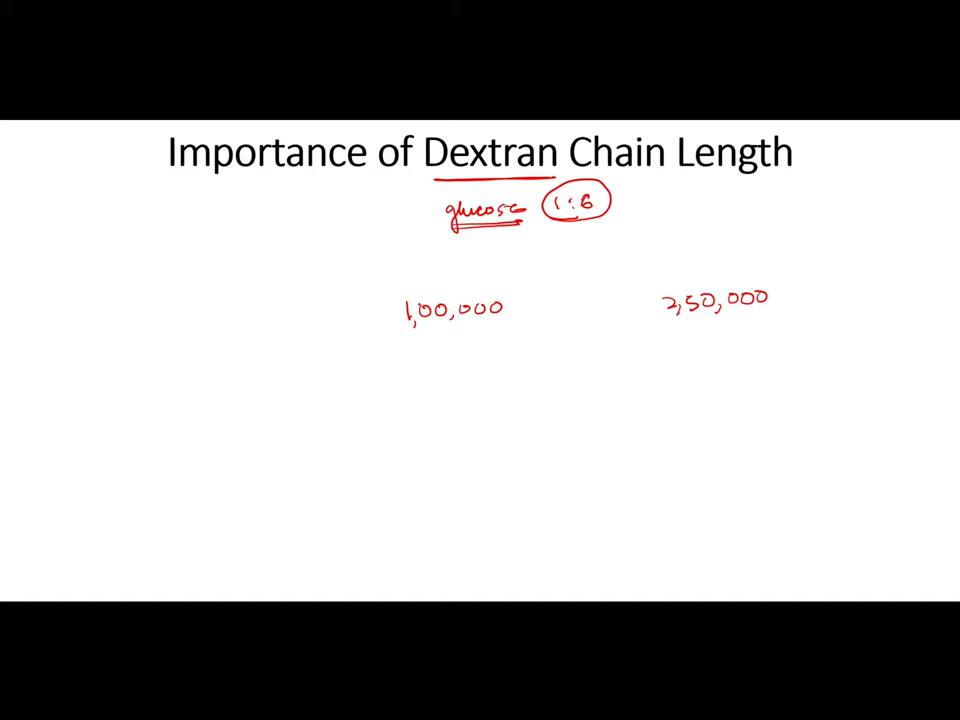 Importance of Dextran Chain Length
glucose 1:6
1,00,000 2,50,000